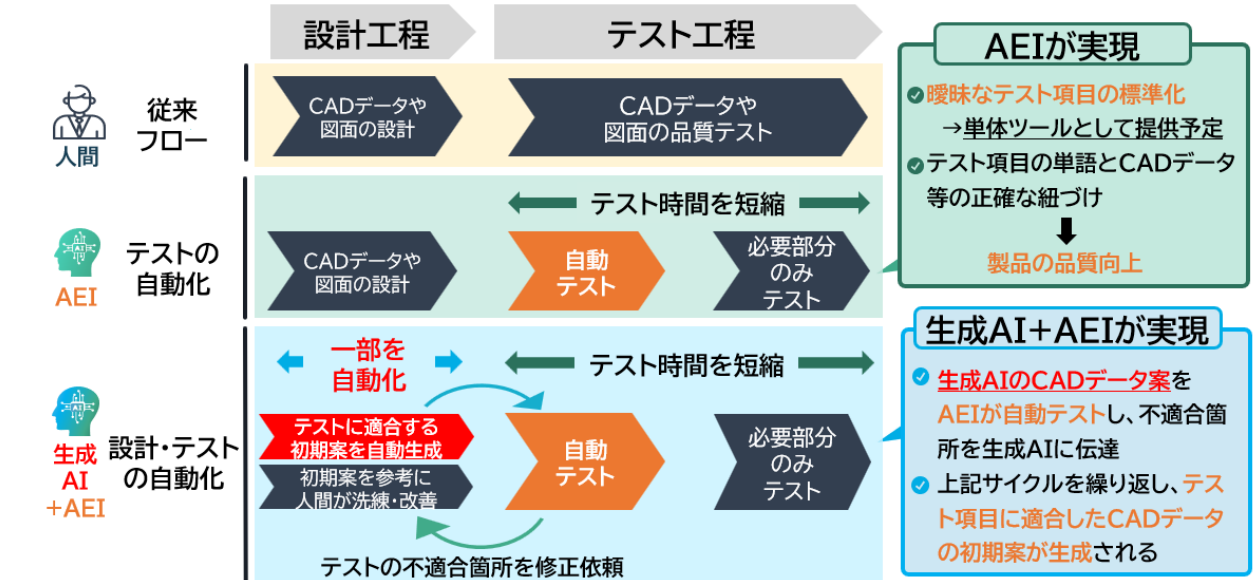 設計工程
テスト工程
人間
従来
フロー
CADデータや
図面の設計
CADデータや
図面の品質テスト
AEI
テストの
自動化
テスト時間を短縮
CADデータや
図面の設計
自動
テスト
必要部分
のみ
テスト
生成
AI
+AEI
設計・テスト
の自動化
一部を
自動化
テスト時間を短縮
テストに適合する
初期案を自動生成
初期案を参考に
人間が洗練・改善
自動
テスト
必要部分
のみ
テスト
テストの不適合箇所を修正依頼
AEIが実現
曖昧なテスト項目の標準化
→単体ツールとして提供予定
テスト項目の単語とCADデータ
等の正確な紐づけ
製品の品質向上
生成AI+AEIが実現
生成AIのCADデータ案を
AEIが自動テストし、不適合箇
所を生成AIに伝達
上記サイクルを繰り返し、テス
ト項目に適合したCADデータ
の初期案が生成される